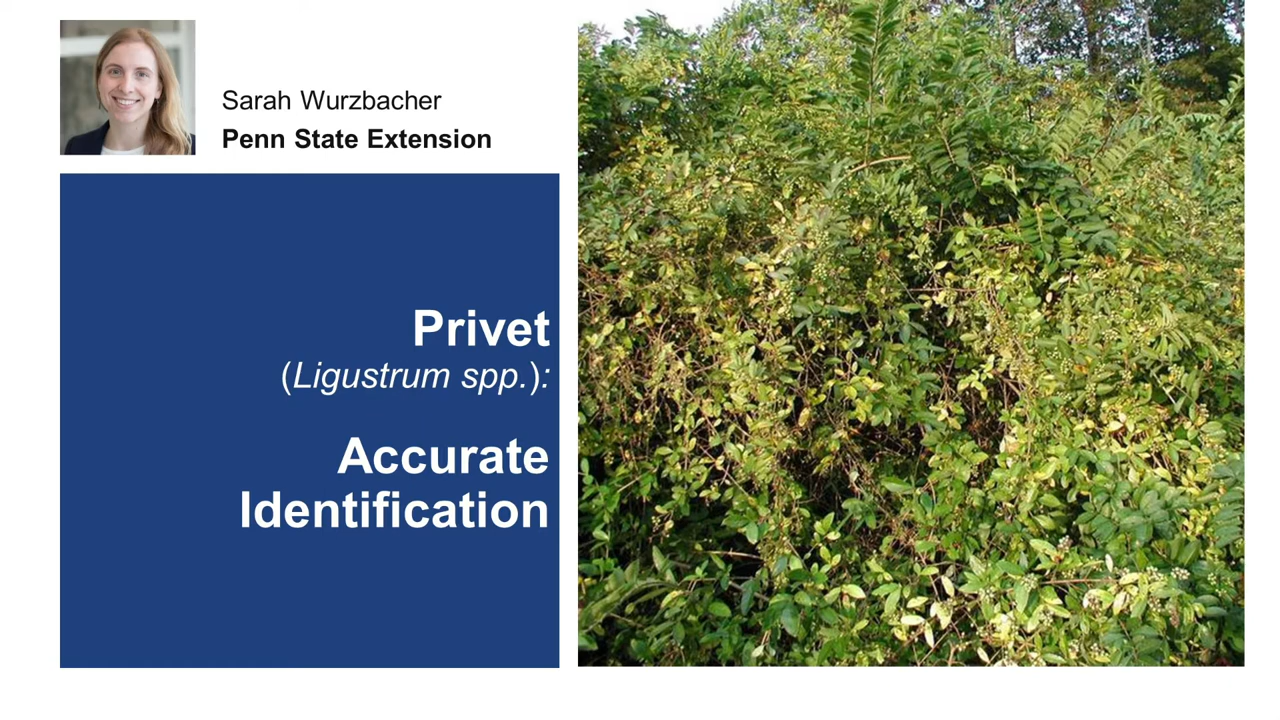 Sarah Wurzbacher
Penn State Extension
Privet
(Ligustrum spp.):
Accurate
Identification